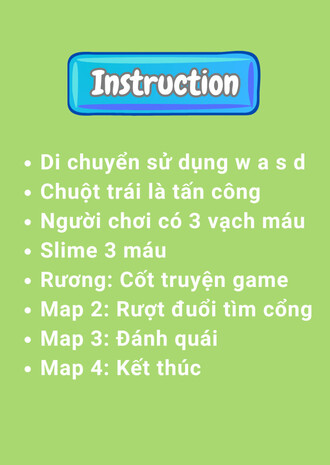 Instruction
• Di chuyển sử dụng w a s d
• Chuột trái là tấn công
• Người chơi có 3 vạch máu
• Slime 3 máu
• Rương: Cốt truyện game
• Map 2: Rượt đuổi tìm cổng
• Map 3: Đánh quái
• Map 4: Kết thúc